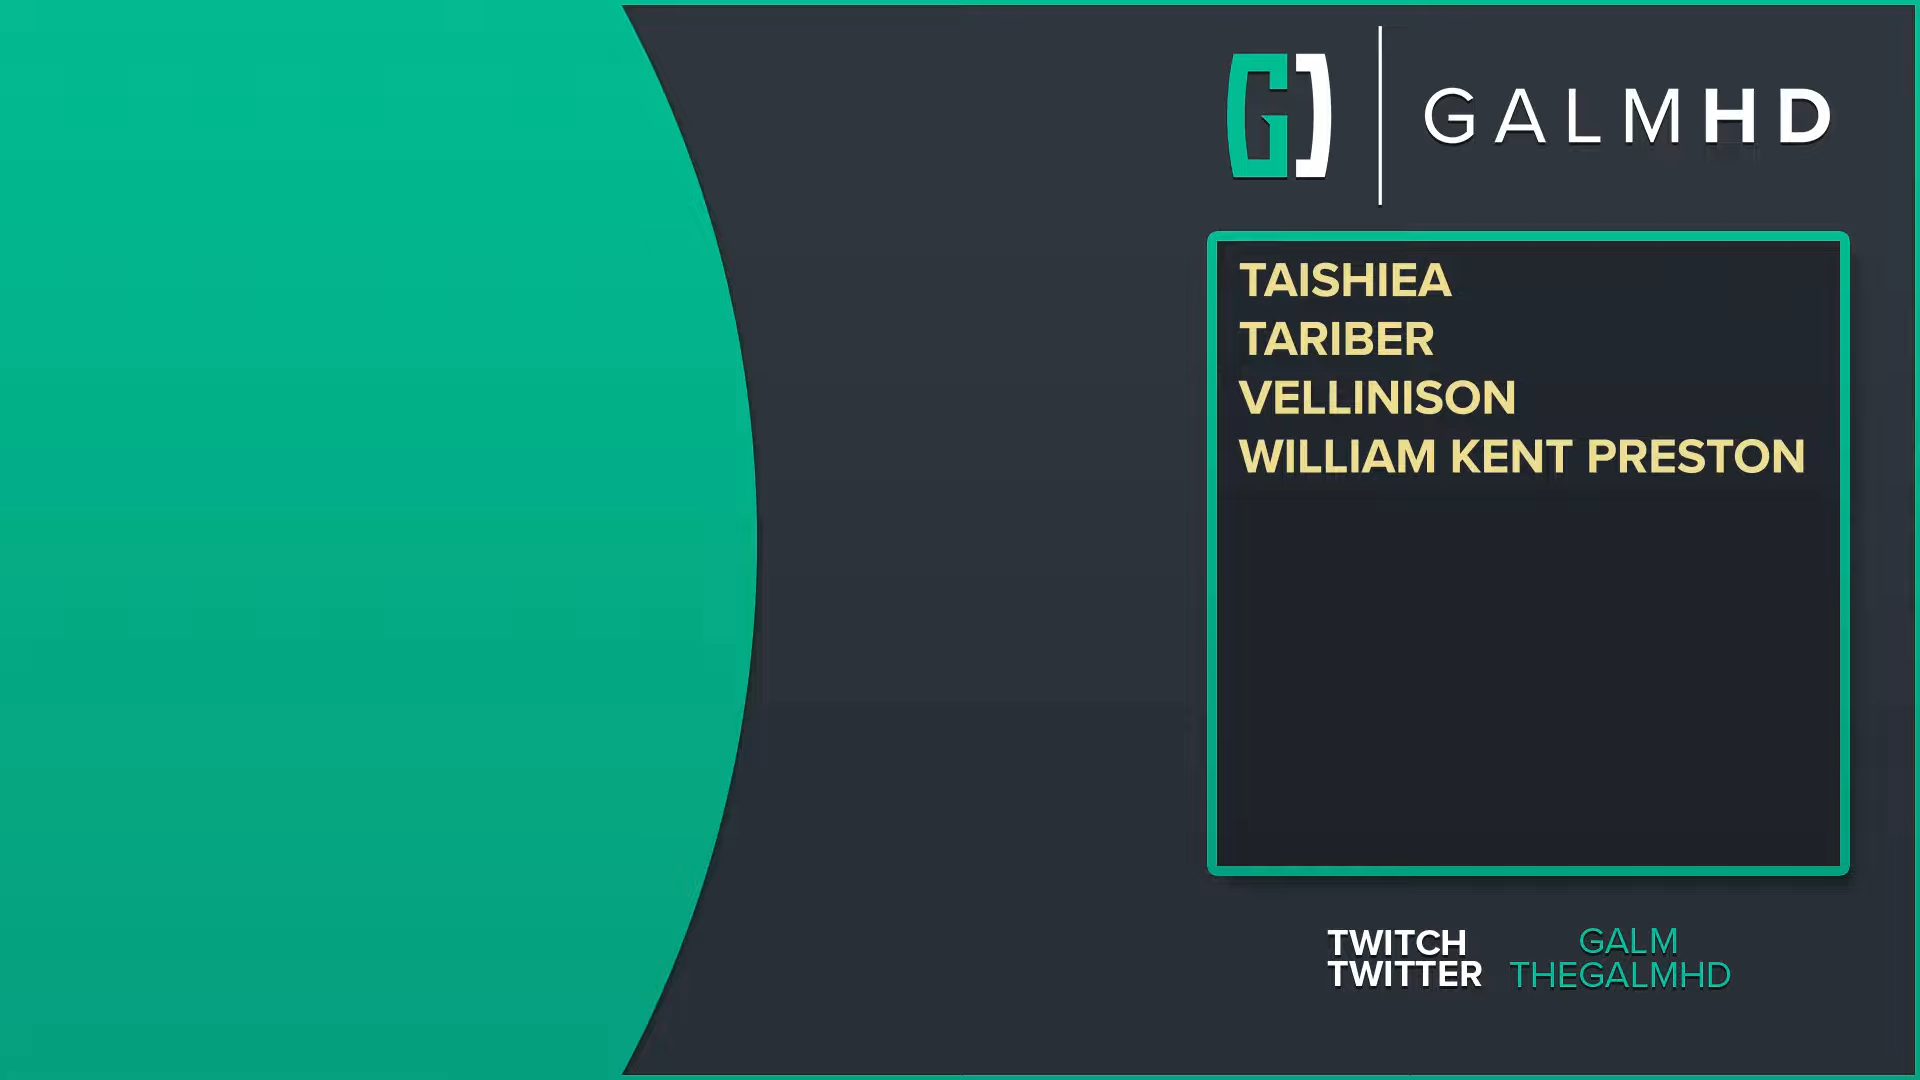 GALMHD
TAISHIEA
TARIBER
VELLINISON
WILLIAM KENT PRESTON
TWITCH GALM
TWITTER THEGALMHD